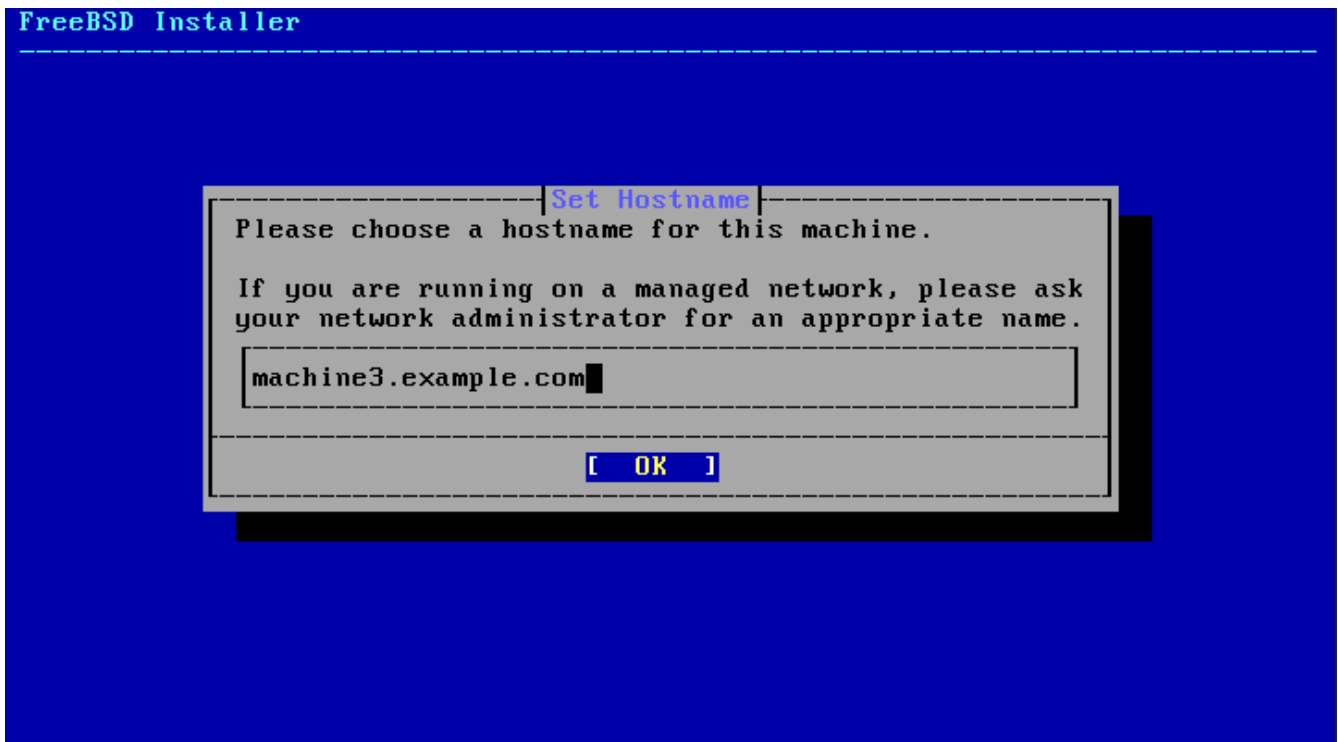 FreeBSD Installer
Set Hostname
Please choose a hostname for this machine.
If you are running on a managed network, please ask
your network administrator for an appropriate name.
machine3.example.com
[ OK ]